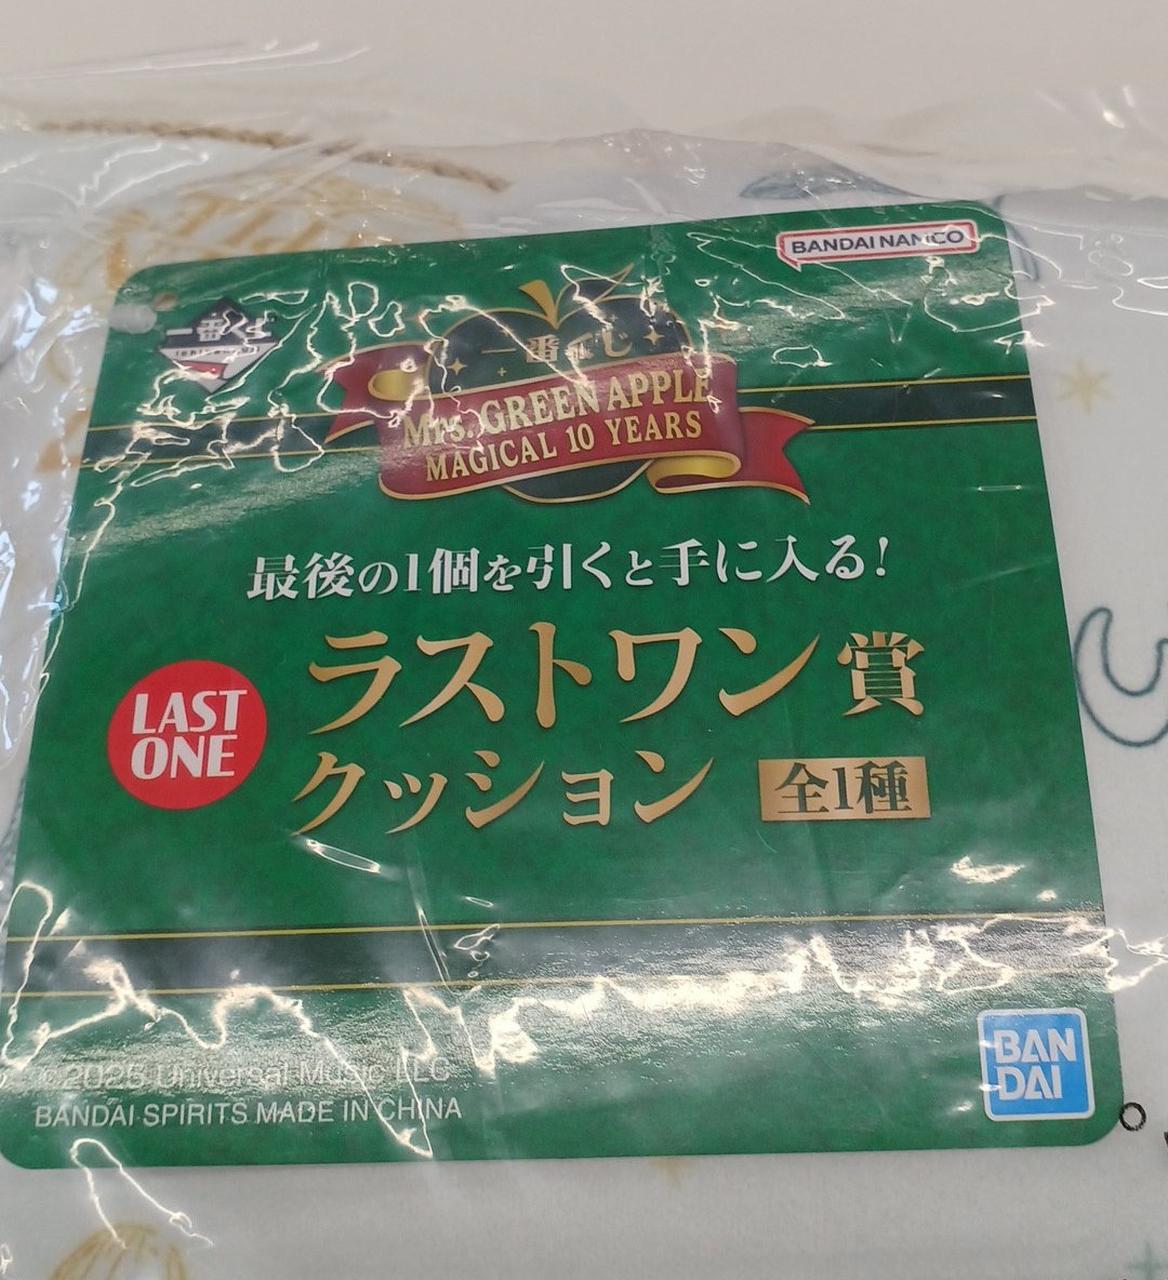 BANDAI NAMCO
一番くじ
一番くじ
Mrs. GREEN APPLE
MAGICAL 10 YEARS
最後の1個を引くと手に入る!
LAST
ONE
ラストワン賞
クッション 全1種
©2025 Universal Music LLC
BANDAI SPIRITS MADE IN CHINA
BAN
DAI